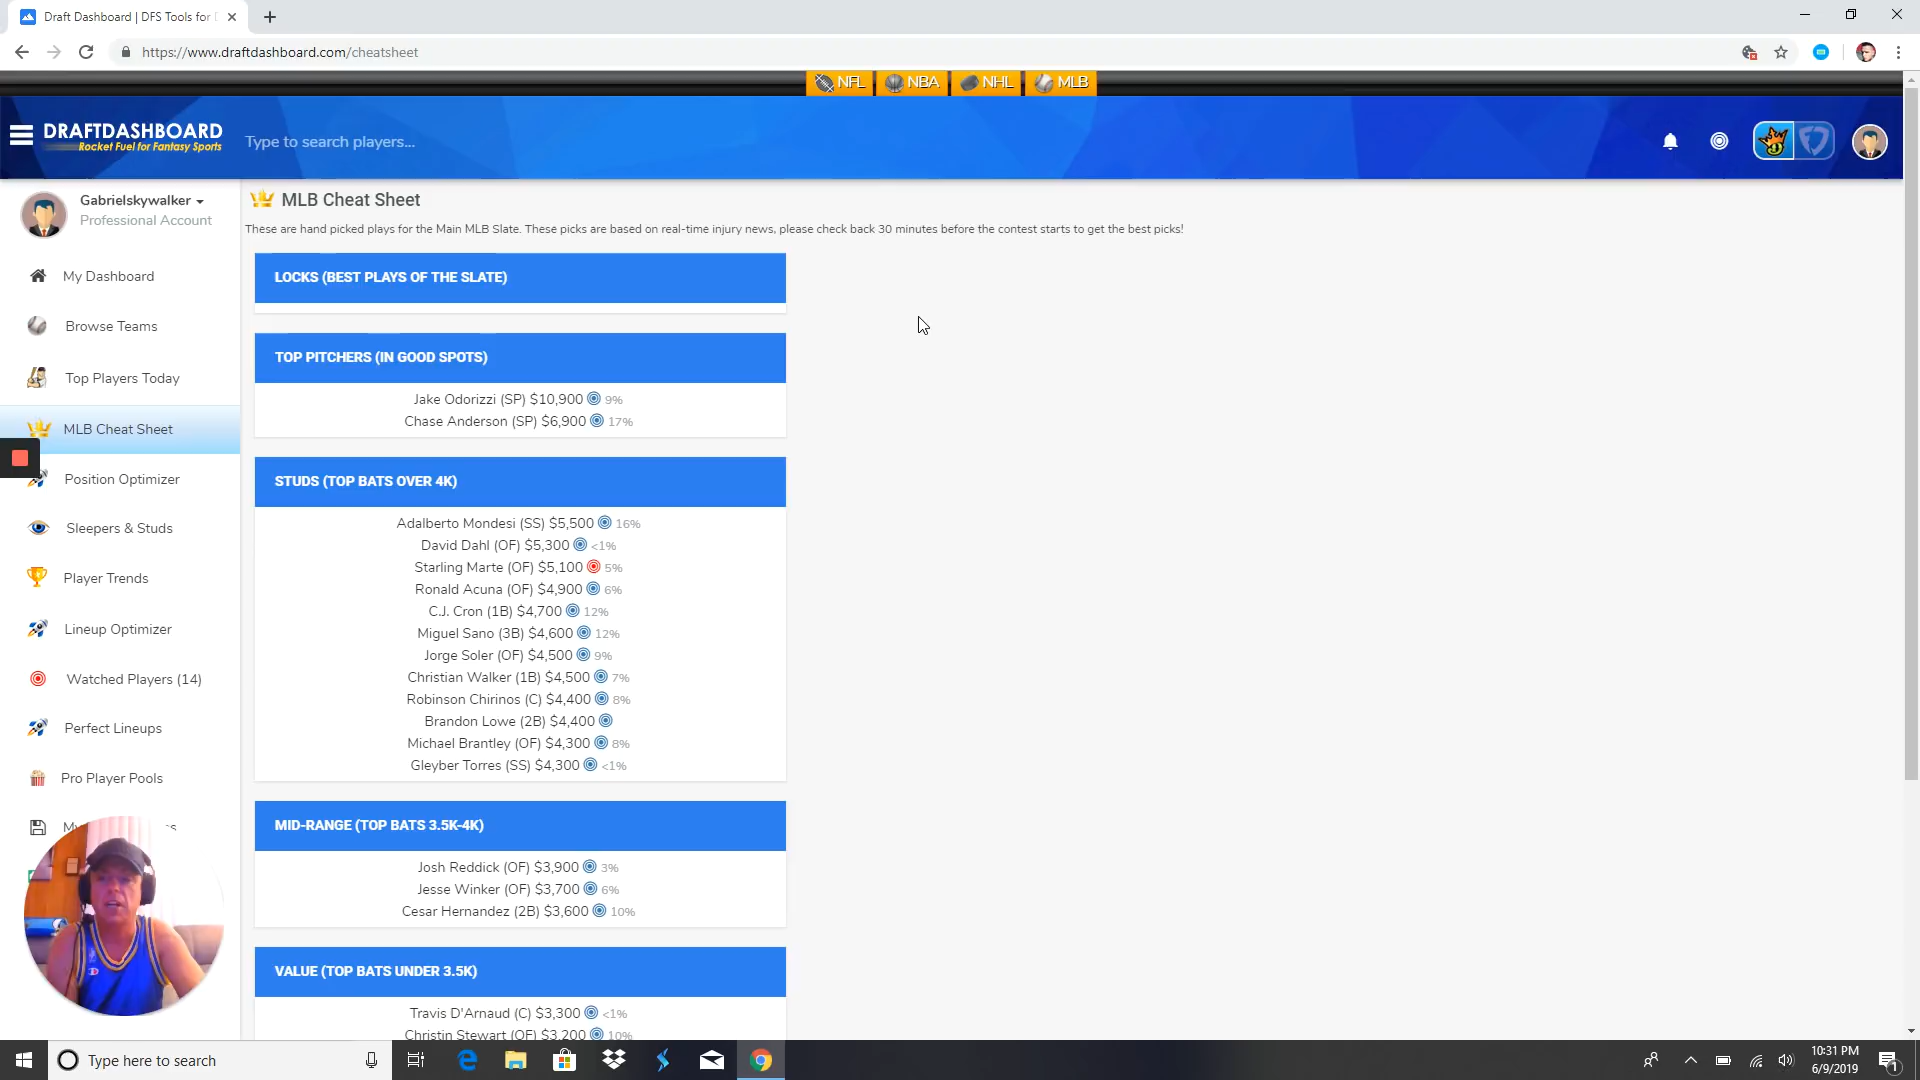 Draft Dashboard | DFS Tools for D
https://www.draftdashboard.com/cheatsheet
NFL NBA NHL MLB
DRAFTDASHBOARD
Rocket Fuel for Fantasy Sports
Type to search players...
Gabrielskywalker
Professional Account
My Dashboard
Browse Teams
Top Players Today
MLB Cheat Sheet
Position Optimizer
Sleepers & Studs
Player Trends
Lineup Optimizer
Watched Players (14)
Perfect Lineups
Pro Player Pools
My
MLB Cheat Sheet
These are hand picked plays for the Main MLB Slate. These picks are based on real-time injury news, please check back 30 minutes before the contest starts to get the best picks!
LOCKS (BEST PLAYS OF THE SLATE)
TOP PITCHERS (IN GOOD SPOTS)
Jake Odorizzi (SP) $10,900 9%
Chase Anderson (SP) $6,900 17%
STUDS (TOP BATS OVER 4K)
Adalberto Mondesi (SS) $5,500 16%
David Dahl (OF) $5,300 <1%
Starling Marte (OF) $5,100 5%
Ronald Acuna (OF) $4,900 6%
C.J. Cron (1B) $4,700 12%
Miguel Sano (3B) $4,600 12%
Jorge Soler (OF) $4,500 9%
Christian Walker (1B) $4,500 7%
Robinson Chirinos (C) $4,400 8%
Brandon Lowe (2B) $4,400
Michael Brantley (OF) $4,300 8%
Gleyber Torres (SS) $4,300 <1%
MID-RANGE (TOP BATS 3.5K-4K)
Josh Reddick (OF) $3,900 3%
Jesse Winker (OF) $3,700 6%
Cesar Hernandez (2B) $3,600 10%
VALUE (TOP BATS UNDER 3.5K)
Travis D'Arnaud (C) $3,300 <1%
Christin Stewart (OF) $3,200 10%
Type here to search
10:31 PM
6/9/2019
1